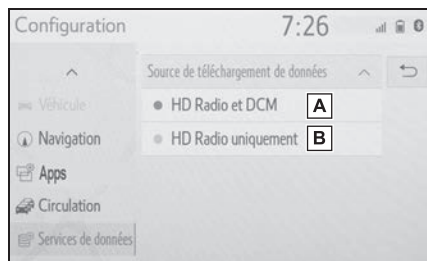 Configuration
7:26
Source de téléchargement de données
Véhicule
HD Radio et DCM
A
Navigation
HD Radio uniquement
B
Apps
Circulation
Services de données